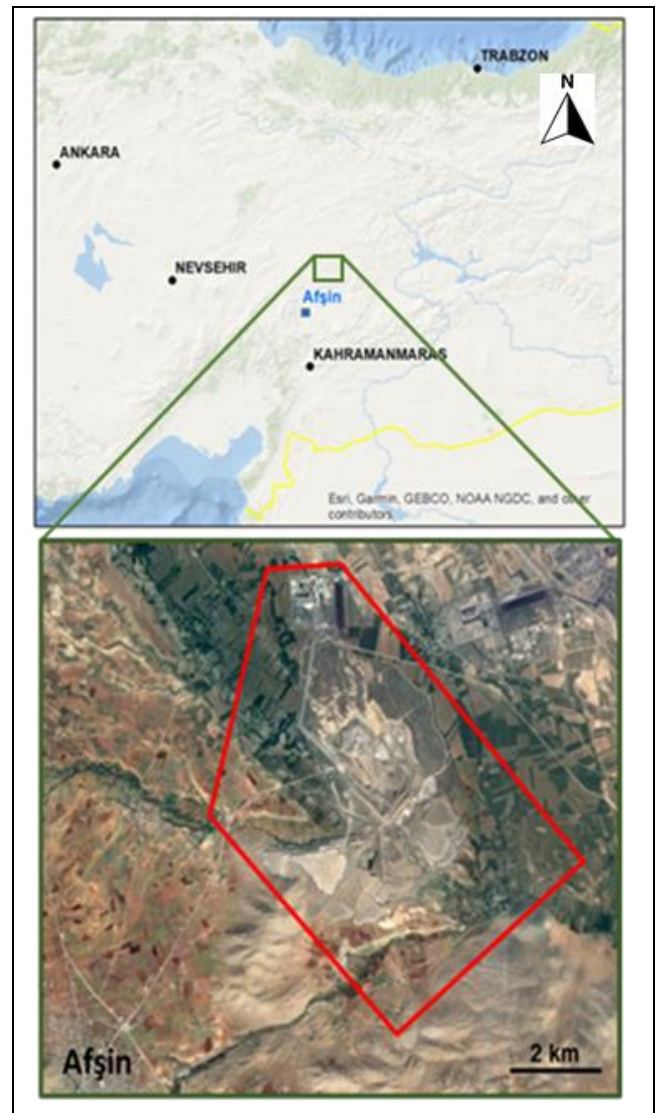 TRABZON
N
ANKARA
NEVSEHIR
Afşin
KAHRAMANMARAS
Esri, Garmin, GEBCO, NOAA NGDC, and other
contributors
Afşin
2 km